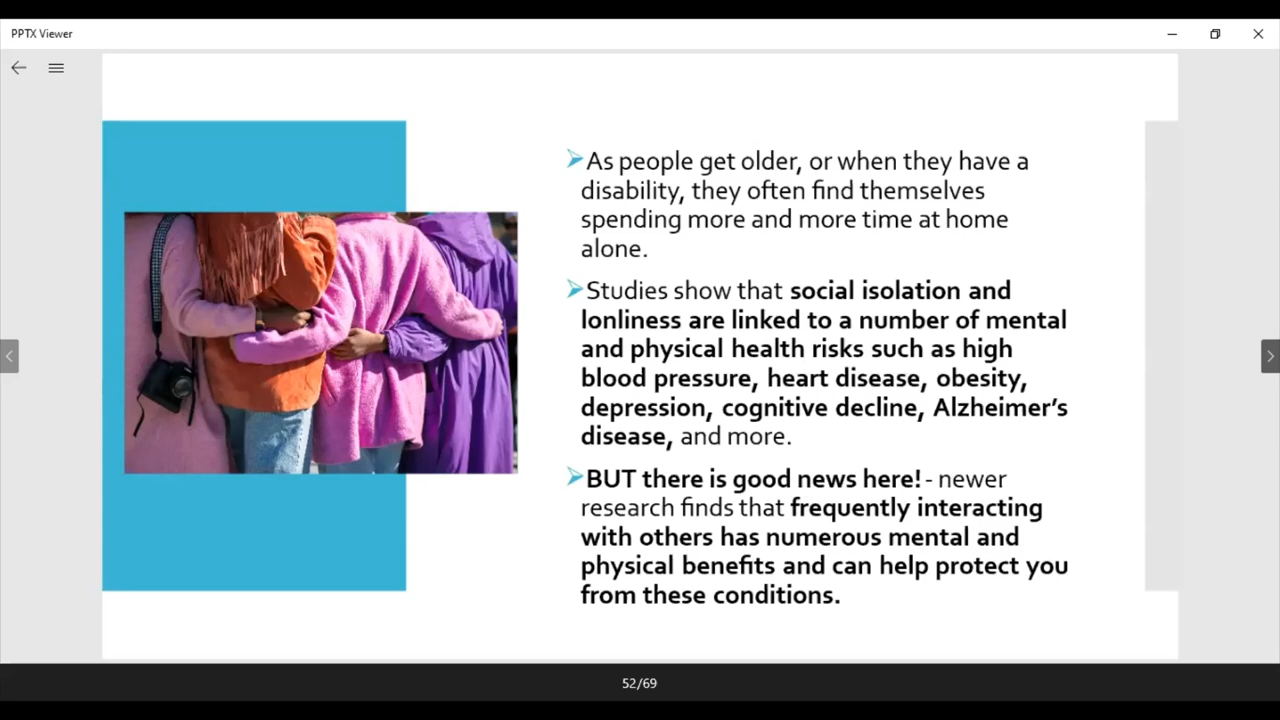 PPTX Viewer
➢As people get older, or when they have a
disability, they often find themselves
spending more and more time at home
alone.
➢Studies show that social isolation and
lonliness are linked to a number of mental
and physical health risks such as high
blood pressure, heart disease, obesity,
depression, cognitive decline, Alzheimer’s
disease, and more.
➢BUT there is good news here! - newer
research finds that frequently interacting
with others has numerous mental and
physical benefits and can help protect you
from these conditions.
52/69